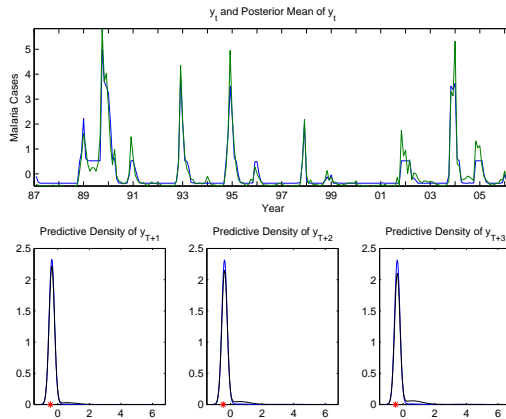 y_t and Posterior Mean of y_t
5
4
3
2
1
0
Malaria Cases
87 89 91 93 95 97 99 01 03 05
Year
Predictive Density of y_T+1 Predictive Density of y_T+2 Predictive Density of y_T+3
2.5 2.5 2.5
2 2 2
1.5 1.5 1.5
1 1 1
0.5 0.5 0.5
0 0 0
0 2 4 6 0 2 4 6 0 2 4 6